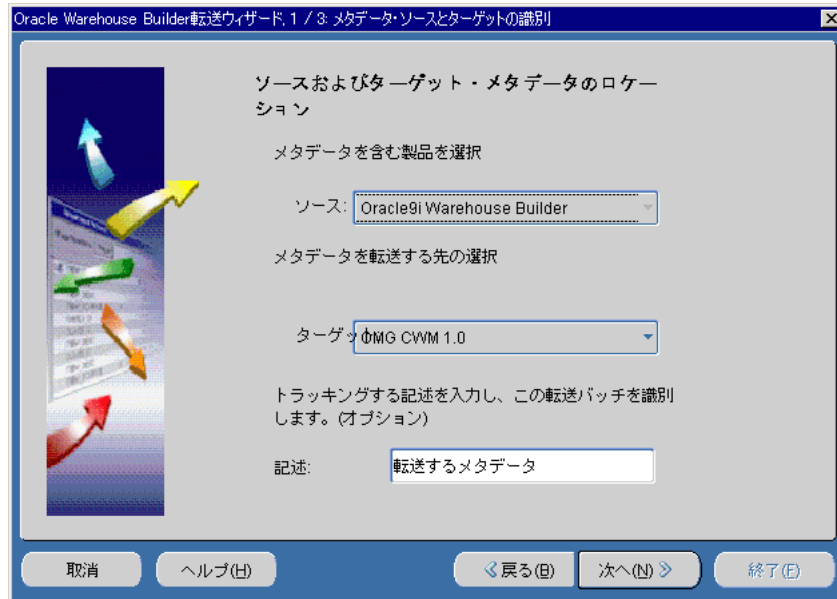 Oracle Warehouse Builder転送ウィザード, 1 / 3: メタデータ・ソースとターゲットの識別
ソースおよびターゲット・メタデータのロケー
ション
メタデータを含む製品を選択
ソース: Oracle9i Warehouse Builder
メタデータを転送する先の選択
ターゲット OMG CWM 1.0
トラッキングする記述を入力し、この転送バッチを識別
します。(オプション)
記述: 転送するメタデータ
取消 ヘルプ(H) 戻る(B) 次へ(N) 終了(F)